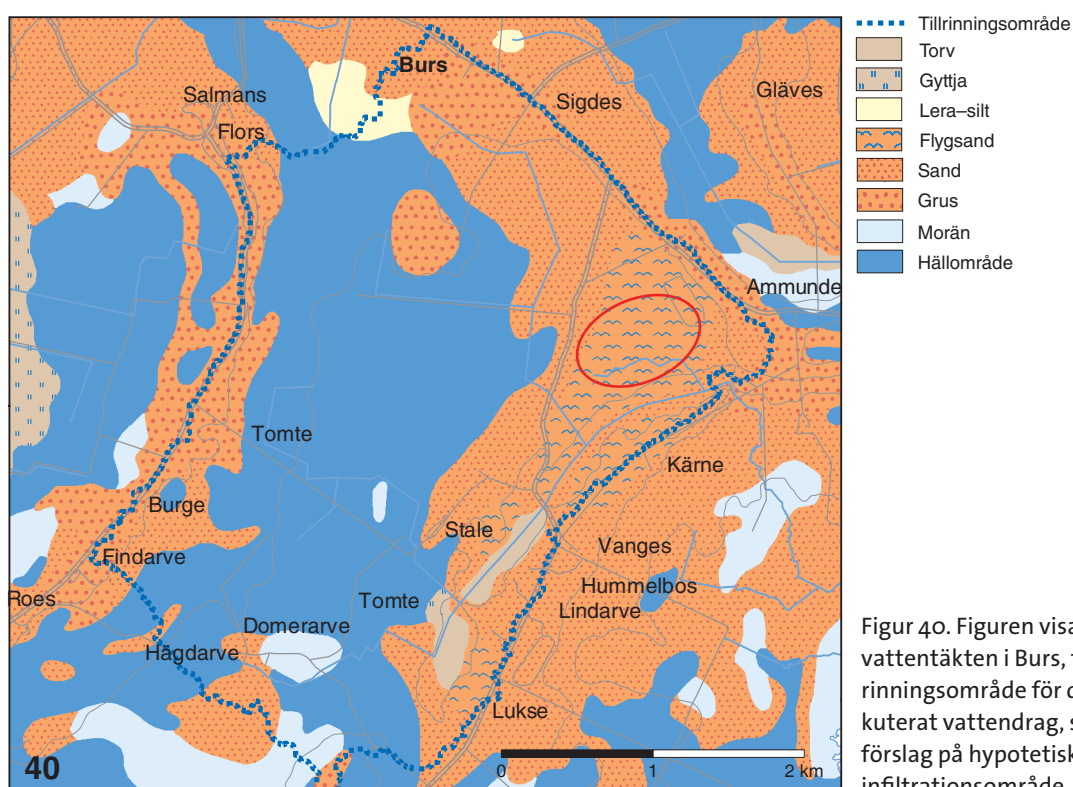 Burs
Salmans
Flors
Sigdes
Gläves
Ammunde
Tomte
Kärne
Burge
Stale
Findarve
Vanges
Roes
Hummelbos
Tomte
Lindarve
Domerarve
Hägdarve
Lukse
40
0 1 2 km
Tillrinningsområde
Torv
Gyttja
Lera–silt
Flygsand
Sand
Grus
Morän
Hällområde
Figur 40. Figuren visa
vattentäkten i Burs,
rinningsområde för
kuterat vattendrag,
förslag på hypotetisk
infiltrationsområde